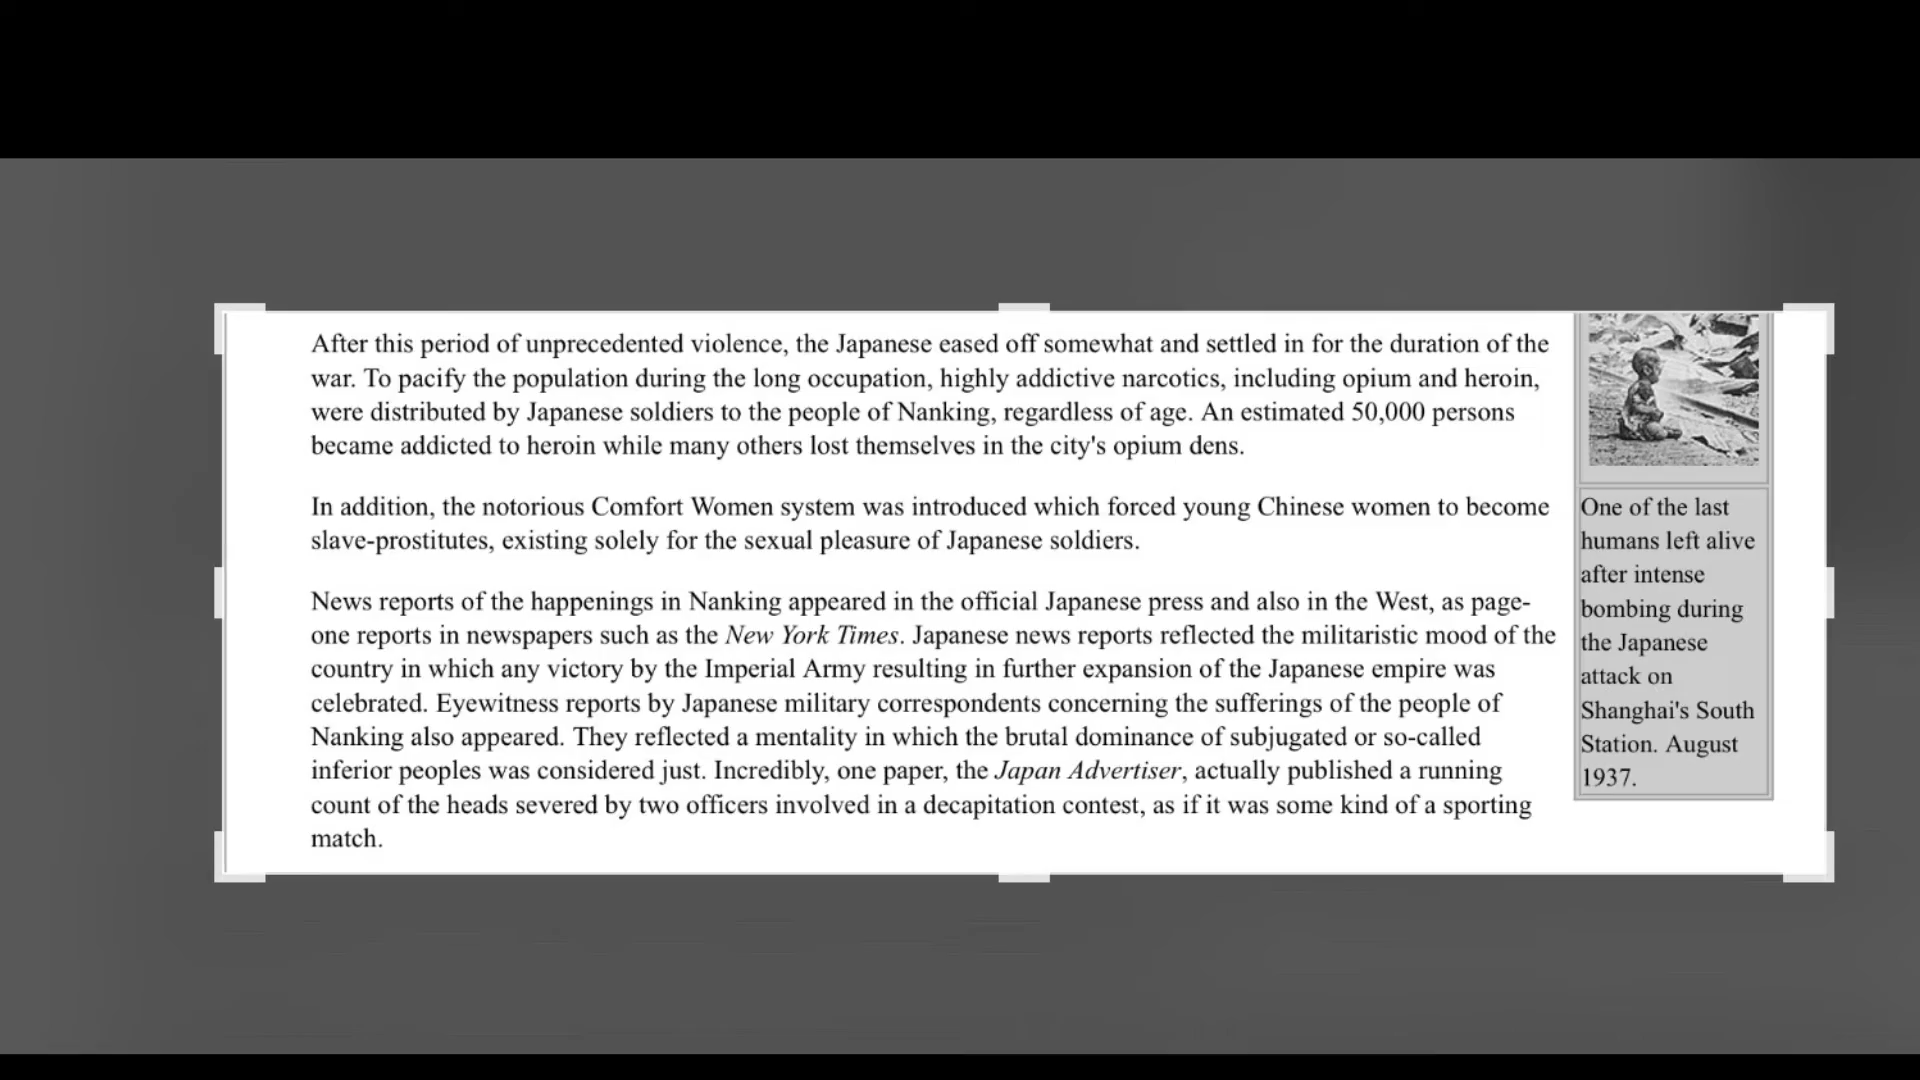 After this period of unprecedented violence, the Japanese eased off somewhat and settled in for the duration of the
war. To pacify the population during the long occupation, highly addictive narcotics, including opium and heroin,
were distributed by Japanese soldiers to the people of Nanking, regardless of age. An estimated 50,000 persons
became addicted to heroin while many others lost themselves in the city's opium dens.
In addition, the notorious Comfort Women system was introduced which forced young Chinese women to become
slave-prostitutes, existing solely for the sexual pleasure of Japanese soldiers.
News reports of the happenings in Nanking appeared in the official Japanese press and also in the West, as page-
one reports in newspapers such as the New York Times. Japanese news reports reflected the militaristic mood of the
country in which any victory by the Imperial Army resulting in further expansion of the Japanese empire was
celebrated. Eyewitness reports by Japanese military correspondents concerning the sufferings of the people of
Nanking also appeared. They reflected a mentality in which the brutal dominance of subjugated or so-called
inferior peoples was considered just. Incredibly, one paper, the Japan Advertiser, actually published a running
count of the heads severed by two officers involved in a decapitation contest, as if it was some kind of a sporting
match.
One of the last
humans left alive
after intense
bombing during
the Japanese
attack on
Shanghai's South
Station. August
1937.